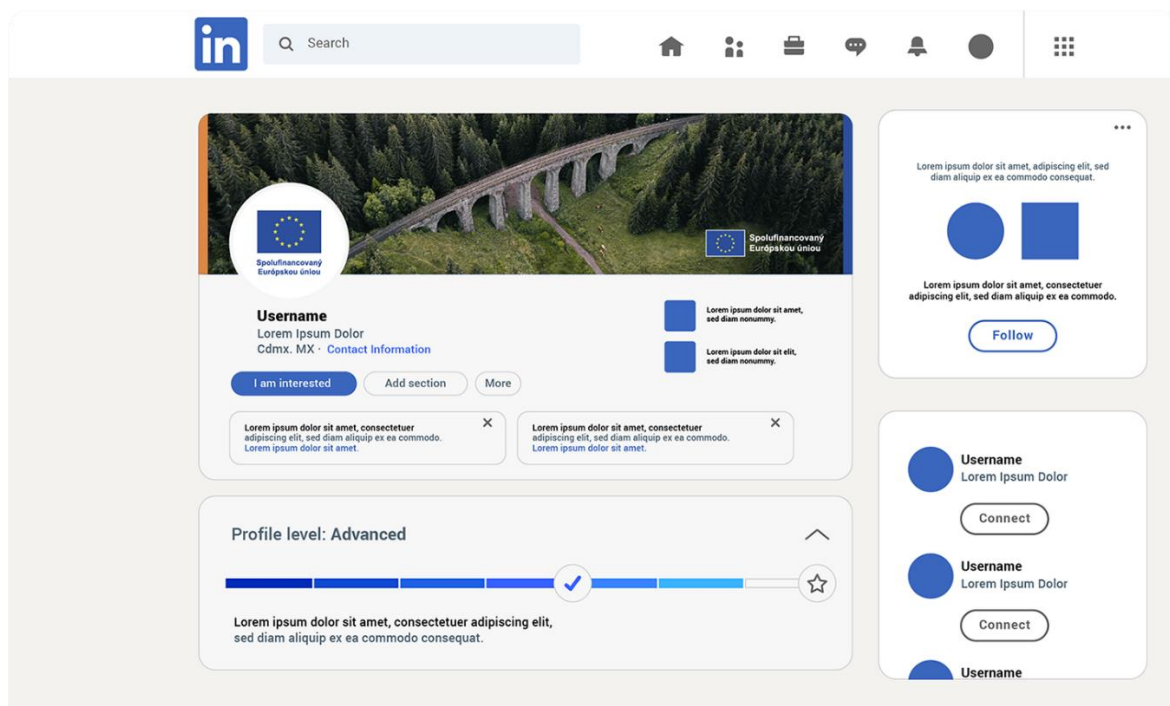 in
Search
Spolufinancovaný
Európskou úniou
Spolufinancovaný
Európskou úniou
Username
Lorem Ipsum Dolor
Cdmx. MX · Contact Information
I am interested
Add section
More
Lorem ipsum dolor sit amet,
sed diam nonummy.
Lorem ipsum dolor sit elit,
sed diam nonummy.
Lorem ipsum dolor sit amet, consectetuer
adipiscing elit, sed diam aliquip ex ea commodo.
Lorem ipsum dolor sit amet.
Lorem ipsum dolor sit amet, consectetuer
adipiscing elit, sed diam aliquip ex ea commodo.
Lorem ipsum dolor sit amet.
Profile level: Advanced
Lorem ipsum dolor sit amet, consectetuer adipiscing elit,
sed diam aliquip ex ea commodo consequat.
Lorem ipsum dolor sit amet, adipiscing elit, sed
diam aliquip ex ea commodo consequat.
Lorem ipsum dolor sit amet, consectetuer
adipiscing elit, sed diam aliquip ex ea commodo.
Follow
Username
Lorem Ipsum Dolor
Connect
Username
Lorem Ipsum Dolor
Connect
Username